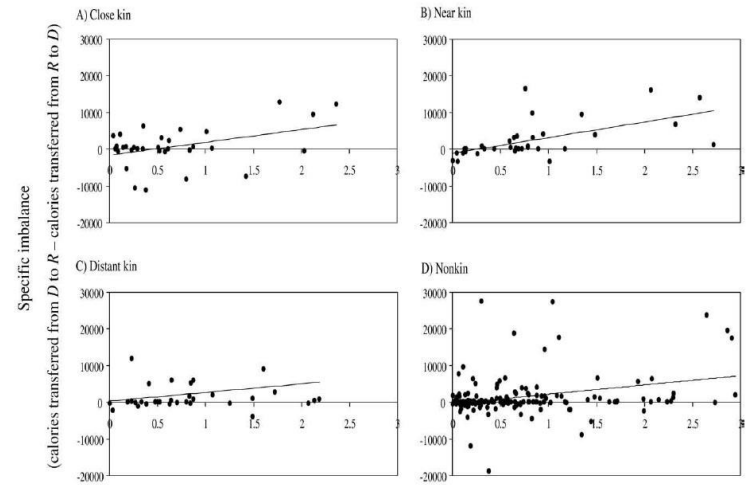 Specific imbalance
(calories transferred from D to R – calories transferred from R to D)
A) Close kin
30000
20000
10000
0
-10000
-20000
0 0.5 1 1.5 2 2.5 3
B) Near kin
30000
20000
10000
0
-10000
-20000
0 0.5 1 1.5 2 2.5 3
C) Distant kin
30000
20000
10000
0
-10000
-20000
0 0.5 1 1.5 2 2.5 3
D) Nonkin
30000
20000
10000
0
-10000
-20000
0 0.5 1 1.5 2 2.5 3